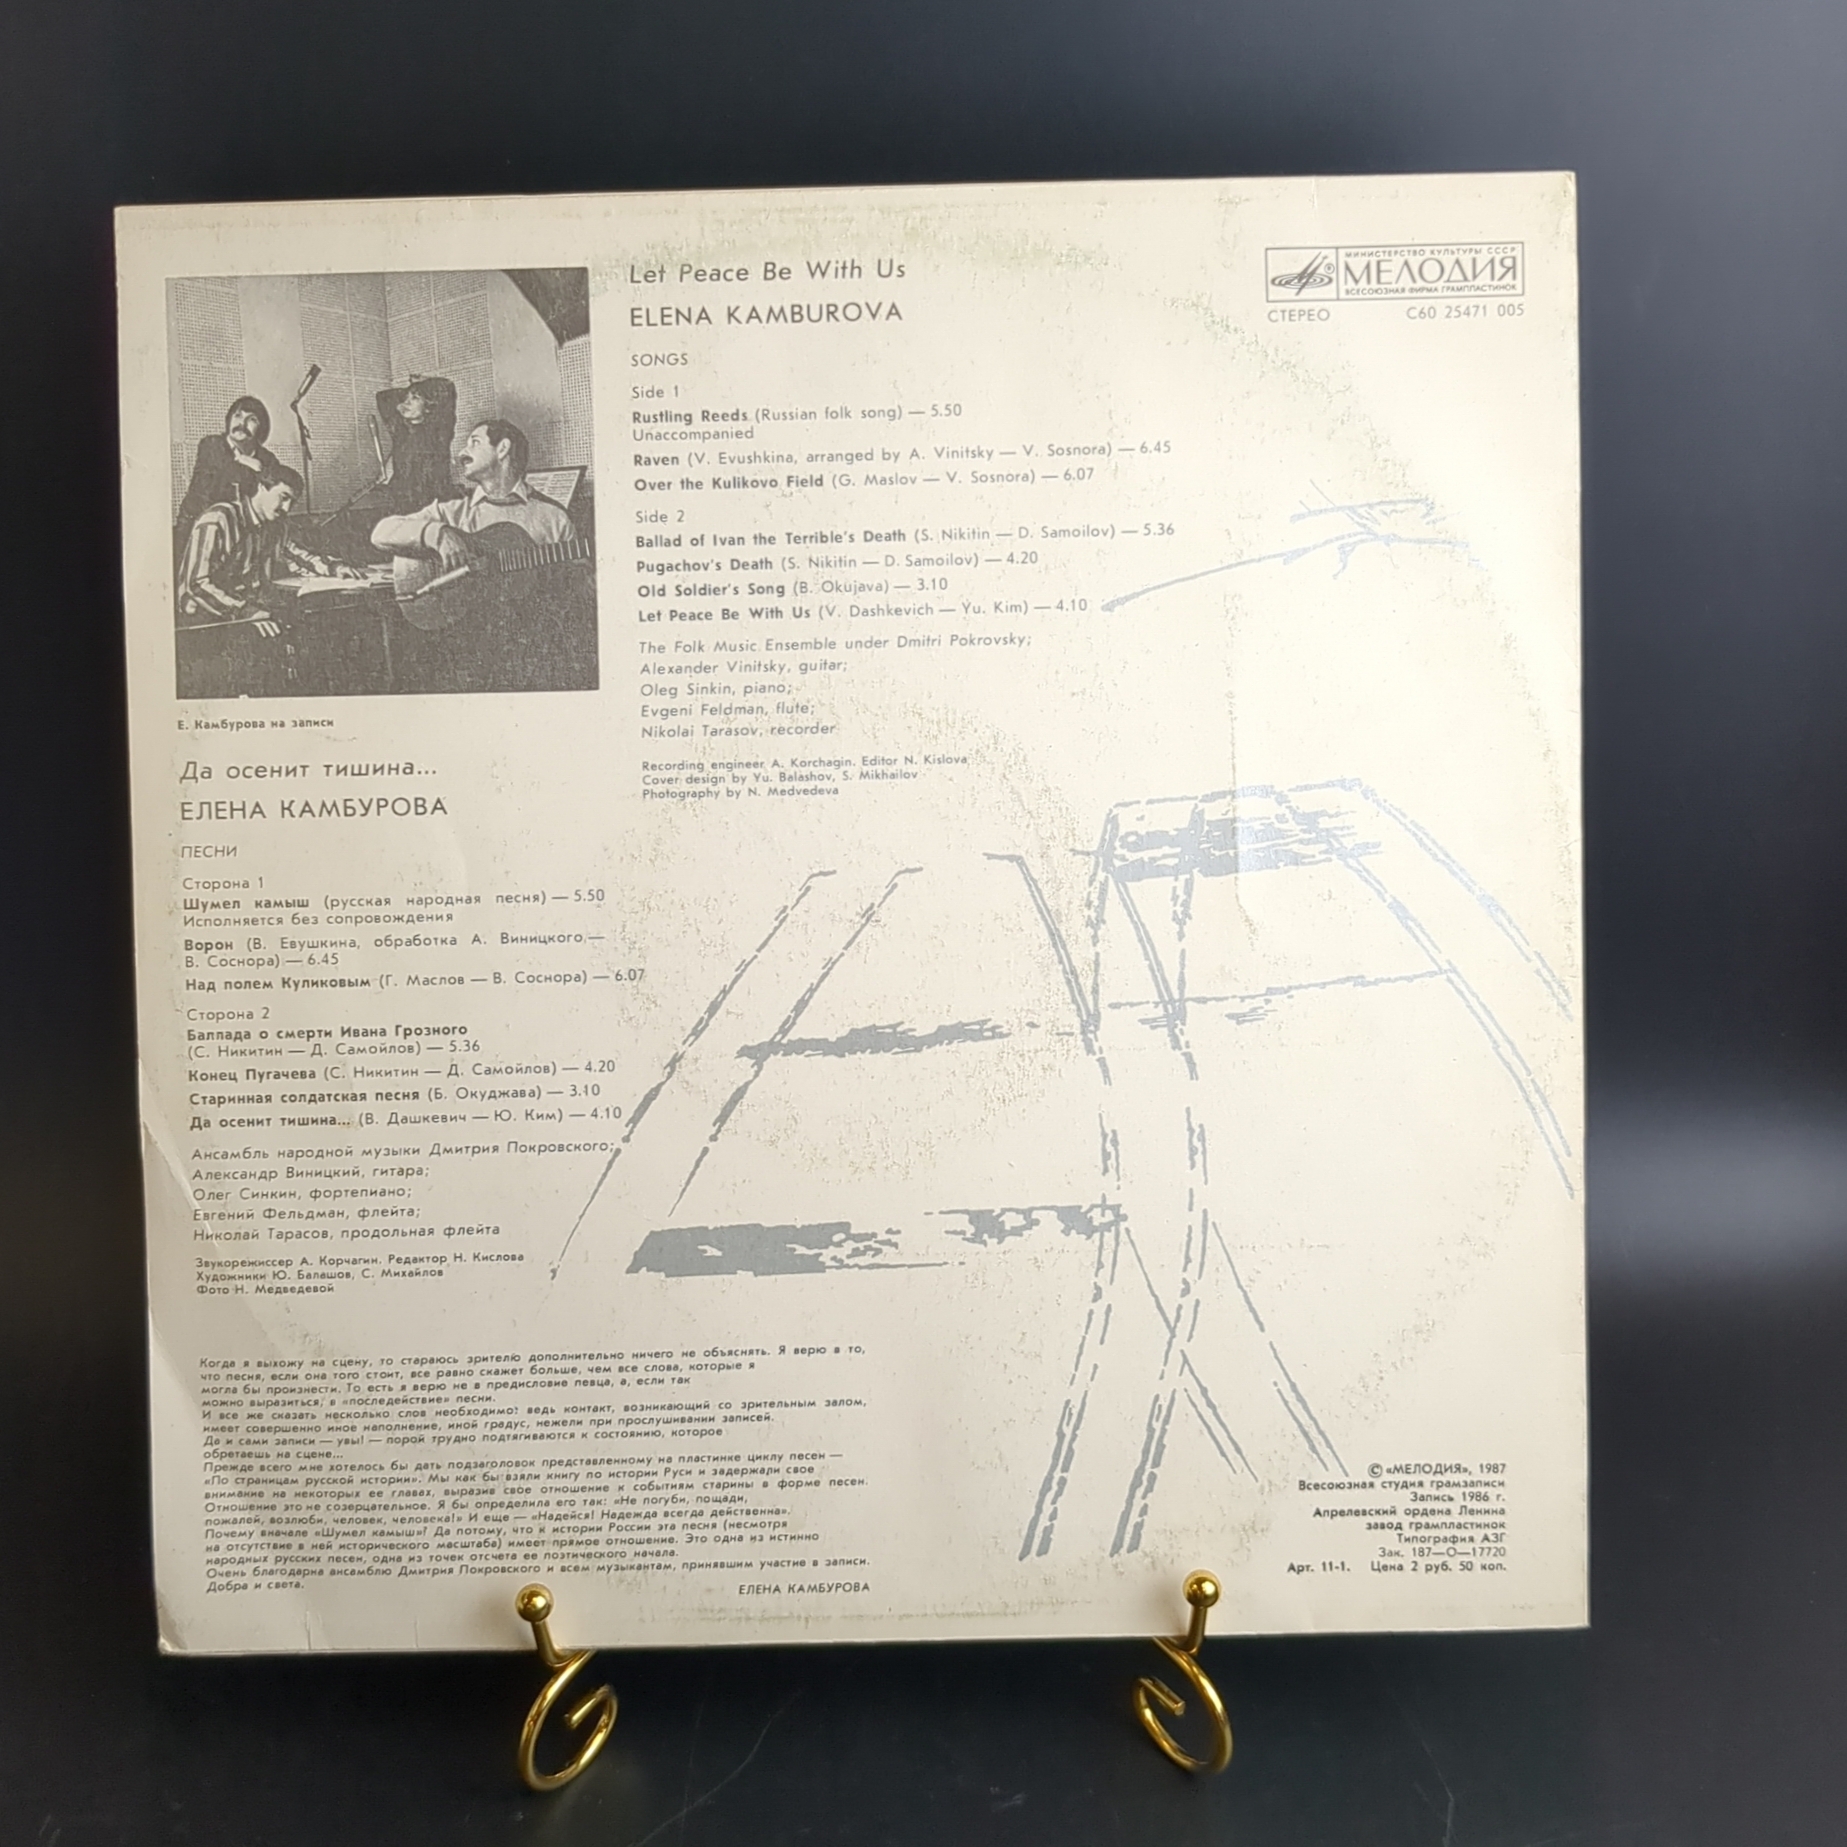 Let Peace Be With Us
ELENA KAMBUROVA
SONGS
Side 1
Rustling Reeds (Russian folk song) — 5.50
Unaccompanied
Raven (V. Evushkina, arranged by A. Vinitsky — V. Sosnora) — 6.45
Over the Kulikovo Field (G. Maslov — V. Sosnora) — 6.07
Side 2
Ballad of Ivan the Terrible's Death (S. Nikitin — D. Samoilov) — 5.36
Pugachov's Death (S. Nikitin — D. Samoilov) — 4.20
Old Soldier's Song (B. Okujava) — 3.10
Let Peace Be With Us (V. Dashkevich — Yu. Kim) — 4.10
The Folk Music Ensemble under Dmitri Pokrovsky;
Alexander Vinitsky, guitar;
Oleg Sinkin, piano;
Evgeni Feldman, flute;
Nikolai Tarasov, recorder
Recording engineer A. Korchagin. Editor N. Kislova
Cover design by Yu. Balashov, S. Mikhailov
Photography by N. Medvedeva
МИНИСТЕРСТВО КУЛЬТУРЫ СССР
МЕЛОДИЯ
ВСЕСОЮЗНАЯ ФИРМА ГРАМПЛАСТИНОК
СТЕРЕО С60 25471 005
Е. Камбурова на записи
Да осенит тишина...
ЕЛЕНА КАМБУРОВА
ПЕСНИ
Сторона 1
Шумел камыш (русская народная песня) — 5.50
Исполняется без сопровождения
Ворон (В. Евушкина, обработка А. Виницкого —
В. Соснора) — 6.45
Над полем Куликовым (Г. Маслов — В. Соснора) — 6.07
Сторона 2
Баллада о смерти Ивана Грозного
(С. Никитин — Д. Самойлов) — 5.36
Конец Пугачева (С. Никитин — Д. Самойлов) — 4.20
Старинная солдатская песня (Б. Окуджава) — 3.10
Да осенит тишина... (В. Дашкевич — Ю. Ким) — 4.10
Ансамбль народной музыки Дмитрия Покровского;
Александр Виницкий, гитара;
Олег Синкин, фортепиано;
Евгений Фельдман, флейта;
Николай Тарасов, продольная флейта
Звукорежиссер А. Корчагин. Редактор Н. Кислова
Художники Ю. Балашов, С. Михайлов
Фото Н. Медведевой
Когда я выхожу на сцену, то стараюсь зрителю дополнительно ничего не объяснять. Я верю в то,
что песня, если она того стоит, все равно скажет больше, чем все слова, которые я
могла бы произнести. То есть я верю не в предисловие певца, а, если так
можно выразиться, в «последействие» песни.
И все же сказать несколько слов необходимо: ведь контакт, возникающий со зрительным залом,
имеет совершенно иное наполнение, иной градус, нежели при прослушивании записей.
Да и сами записи — увы! — порой трудно подтягиваются к состоянию, которое
обретаешь на сцене...
Прежде всего мне хотелось бы дать подзаголовок представленному на пластинке циклу песен —
«По страницам русской истории». Мы как бы взяли книгу по истории Руси и задержали свое
внимание на некоторых ее главах, выразив свое отношение к событиям старины в форме песен.
Отношение это не созерцательное. Я бы определила его так: «Не погуби, пощади,
пожалей, возлюби, человек, человека!» И еще — «Надейся! Надежда всегда действенна».
Почему вначале «Шумел камыш»? Да потому, что к истории России эта песня (несмотря
на отсутствие в ней исторического масштаба) имеет прямое отношение. Это одна из истинно
народных русских песен, одна из точек отсчета ее поэтического начала.
Очень благодарна ансамблю Дмитрия Покровского и всем музыкантам, принявшим участие в записи.
Добра и света.
ЕЛЕНА КАМБУРОВА
© «МЕЛОДИЯ», 1987
Всесоюзная студия грамзаписи
Запись 1986 г.
Апрелевский ордена Ленина
завод грампластинок
Типография АЗГ
Зак. 187—О—17720
Арт. 11-1. Цена 2 руб. 50 коп.